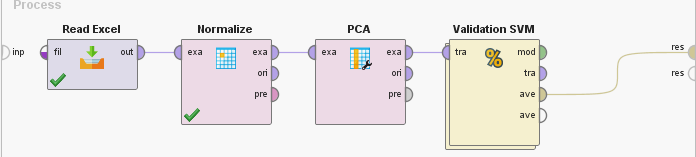 Process
Read Excel
Normalize
PCA
Validation SVM
inp
fil
out
exa
exa
ori
pre
exa
exa
ori
pre
tra
mod
tra
ave
ave
res
res
%